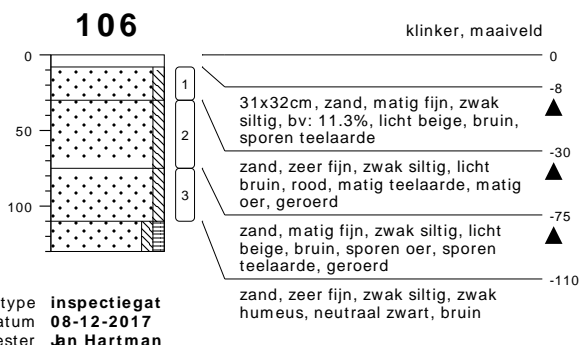 106
klinker, maaiveld
0
0
-8
1
31x32cm, zand, matig fijn, zwak
siltig, bv: 11.3%, licht beige, bruin,
sporen teelaarde
50
2
-30
zand, zeer fijn, zwak siltig, licht
bruin, rood, matig teelaarde, matig
oer, geroerd
3
100
-75
zand, matig fijn, zwak siltig, licht
beige, bruin, sporen oer, sporen
teelaarde, geroerd
-110
zand, zeer fijn, zwak siltig, zwak
humeus, neutraal zwart, bruin
type inspectiegat
atum 08-12-2017
ester Jan Hartman